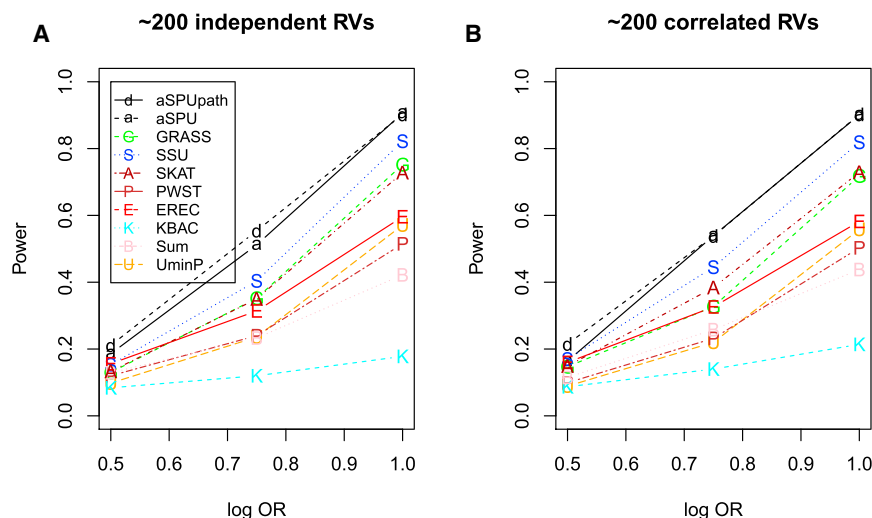 A
~200 independent RVs
Power
1.0
0.8
0.6
0.4
0.2
0.0
d aSPUpath
a aSPU
G GRASS
S SSU
A SKAT
P PWST
E EREC
K KBAC
B Sum
U UminP
0.5 0.6 0.7 0.8 0.9 1.0
log OR
B
~200 correlated RVs
Power
1.0
0.8
0.6
0.4
0.2
0.0
0.5 0.6 0.7 0.8 0.9 1.0
log OR